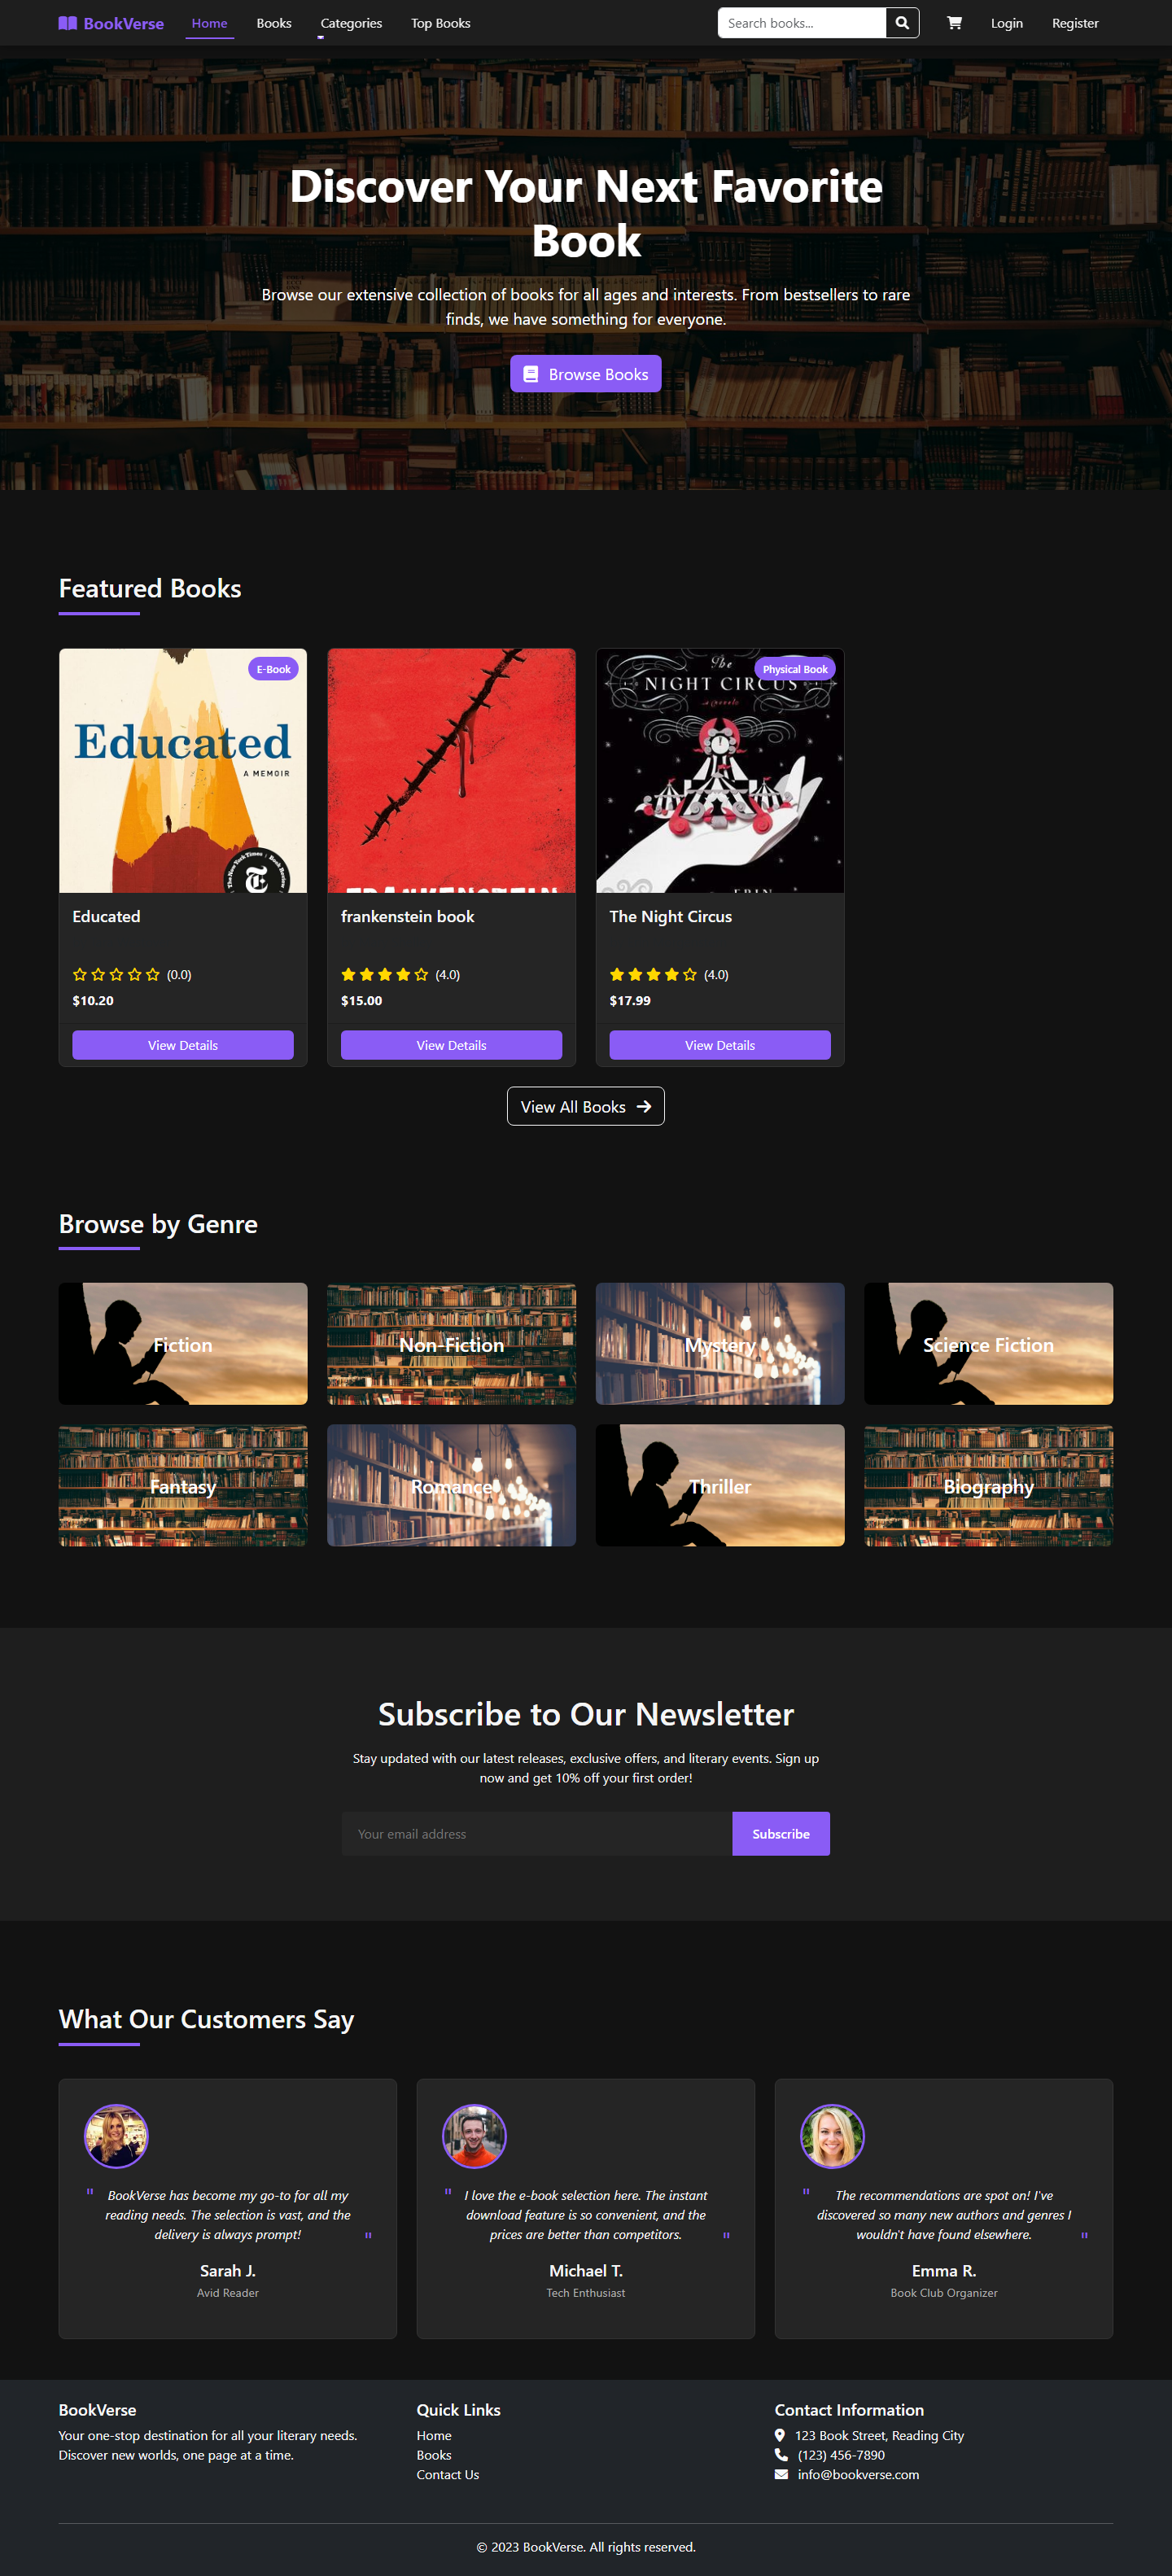 BookVerse Home Books Categories Top Books Search books... Login Register
Discover Your Next Favorite
Book
Browse our extensive collection of books for all ages and interests. From bestsellers to rare
finds, we have something for everyone.
Browse Books
Featured Books
E-Book
Educated
A MEMOIR
The New York Times
Book Review
T
FRANKENSTEIN
Physical Book
The
NIGHT CIRCUS
a novel
ERIN
Educated
(0.0)
$10.20
View Details
frankenstein book
(4.0)
$15.00
View Details
The Night Circus
(4.0)
$17.99
View Details
View All Books
Browse by Genre
Fiction
Non-Fiction
Mystery
Science Fiction
Fantasy
Romance
Thriller
Biography
Subscribe to Our Newsletter
Stay updated with our latest releases, exclusive offers, and literary events. Sign up
now and get 10% off your first order!
Your email address Subscribe
What Our Customers Say
" BookVerse has become my go-to for all my
reading needs. The selection is vast, and the
delivery is always prompt! "
Sarah J.
Avid Reader
" I love the e-book selection here. The instant
download feature is so convenient, and the
prices are better than competitors. "
Michael T.
Tech Enthusiast
" The recommendations are spot on! I've
discovered so many new authors and genres I
wouldn't have found elsewhere. "
Emma R.
Book Club Organizer
BookVerse
Your one-stop destination for all your literary needs.
Discover new worlds, one page at a time.
Quick Links
Home
Books
Contact Us
Contact Information
123 Book Street, Reading City
(123) 456-7890
info@bookverse.com
© 2023 BookVerse. All rights reserved.